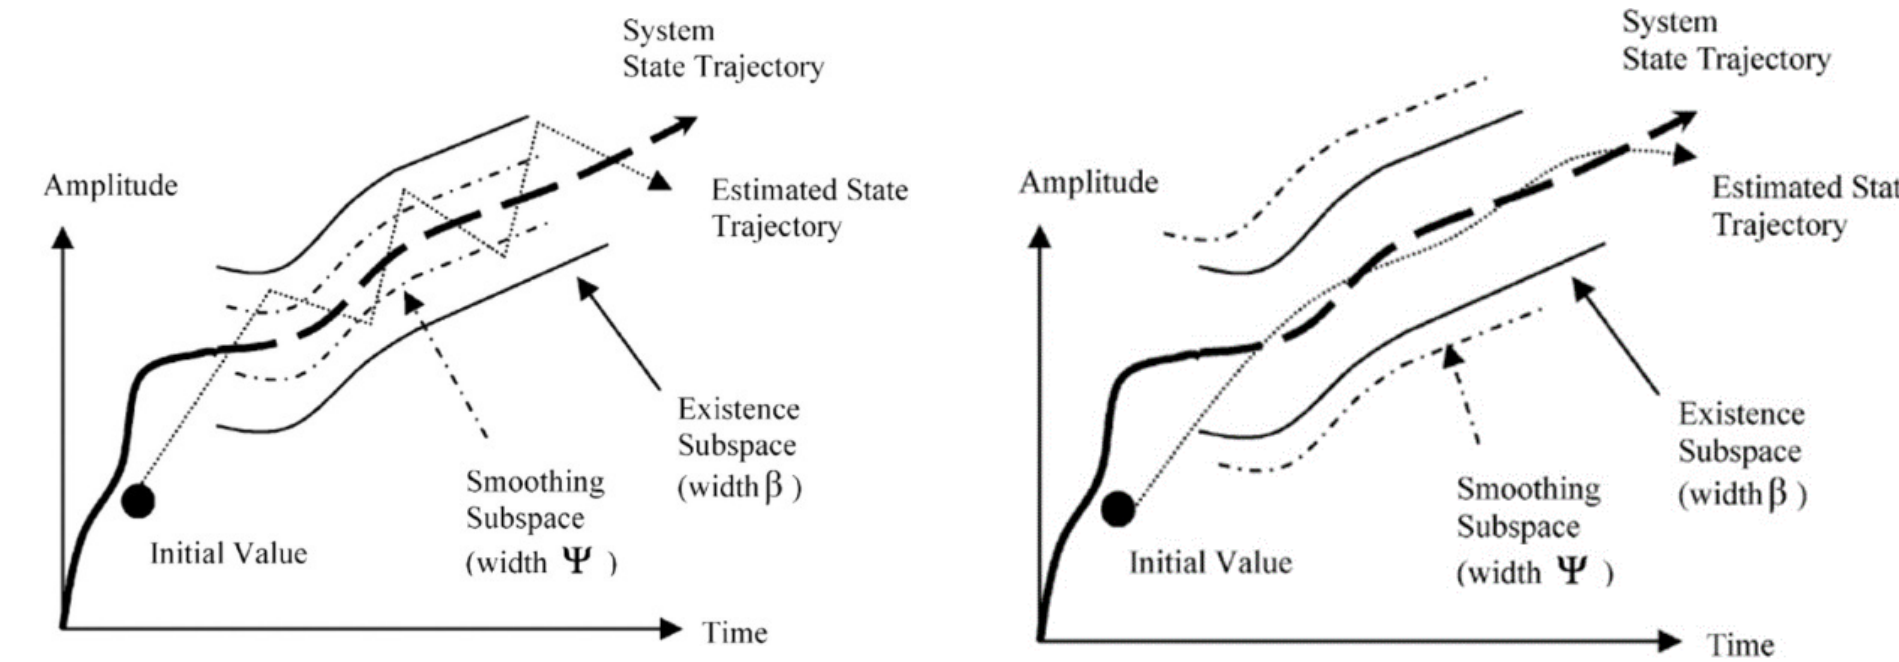 System
State Trajectory
Amplitude
Estimated State
Trajectory
Existence
Subspace
(width β )
Smoothing
Subspace
(width Ψ )
Initial Value
Time
System
State Trajectory
Amplitude
Estimated Stat
Trajectory
Existence
Subspace
(width β )
Smoothing
Subspace
(width Ψ )
Initial Value
Time